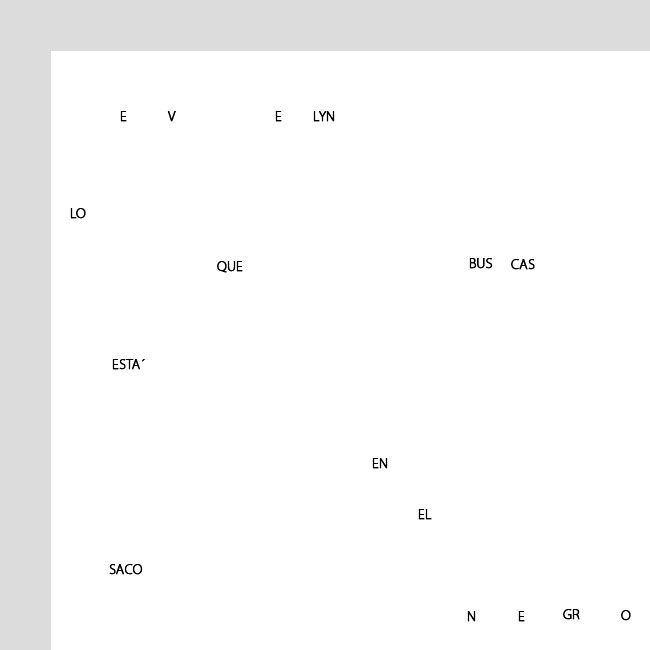 E V E LYN
LO
QUE BUS CAS
ESTA´
EN
EL
SACO
N E GR O